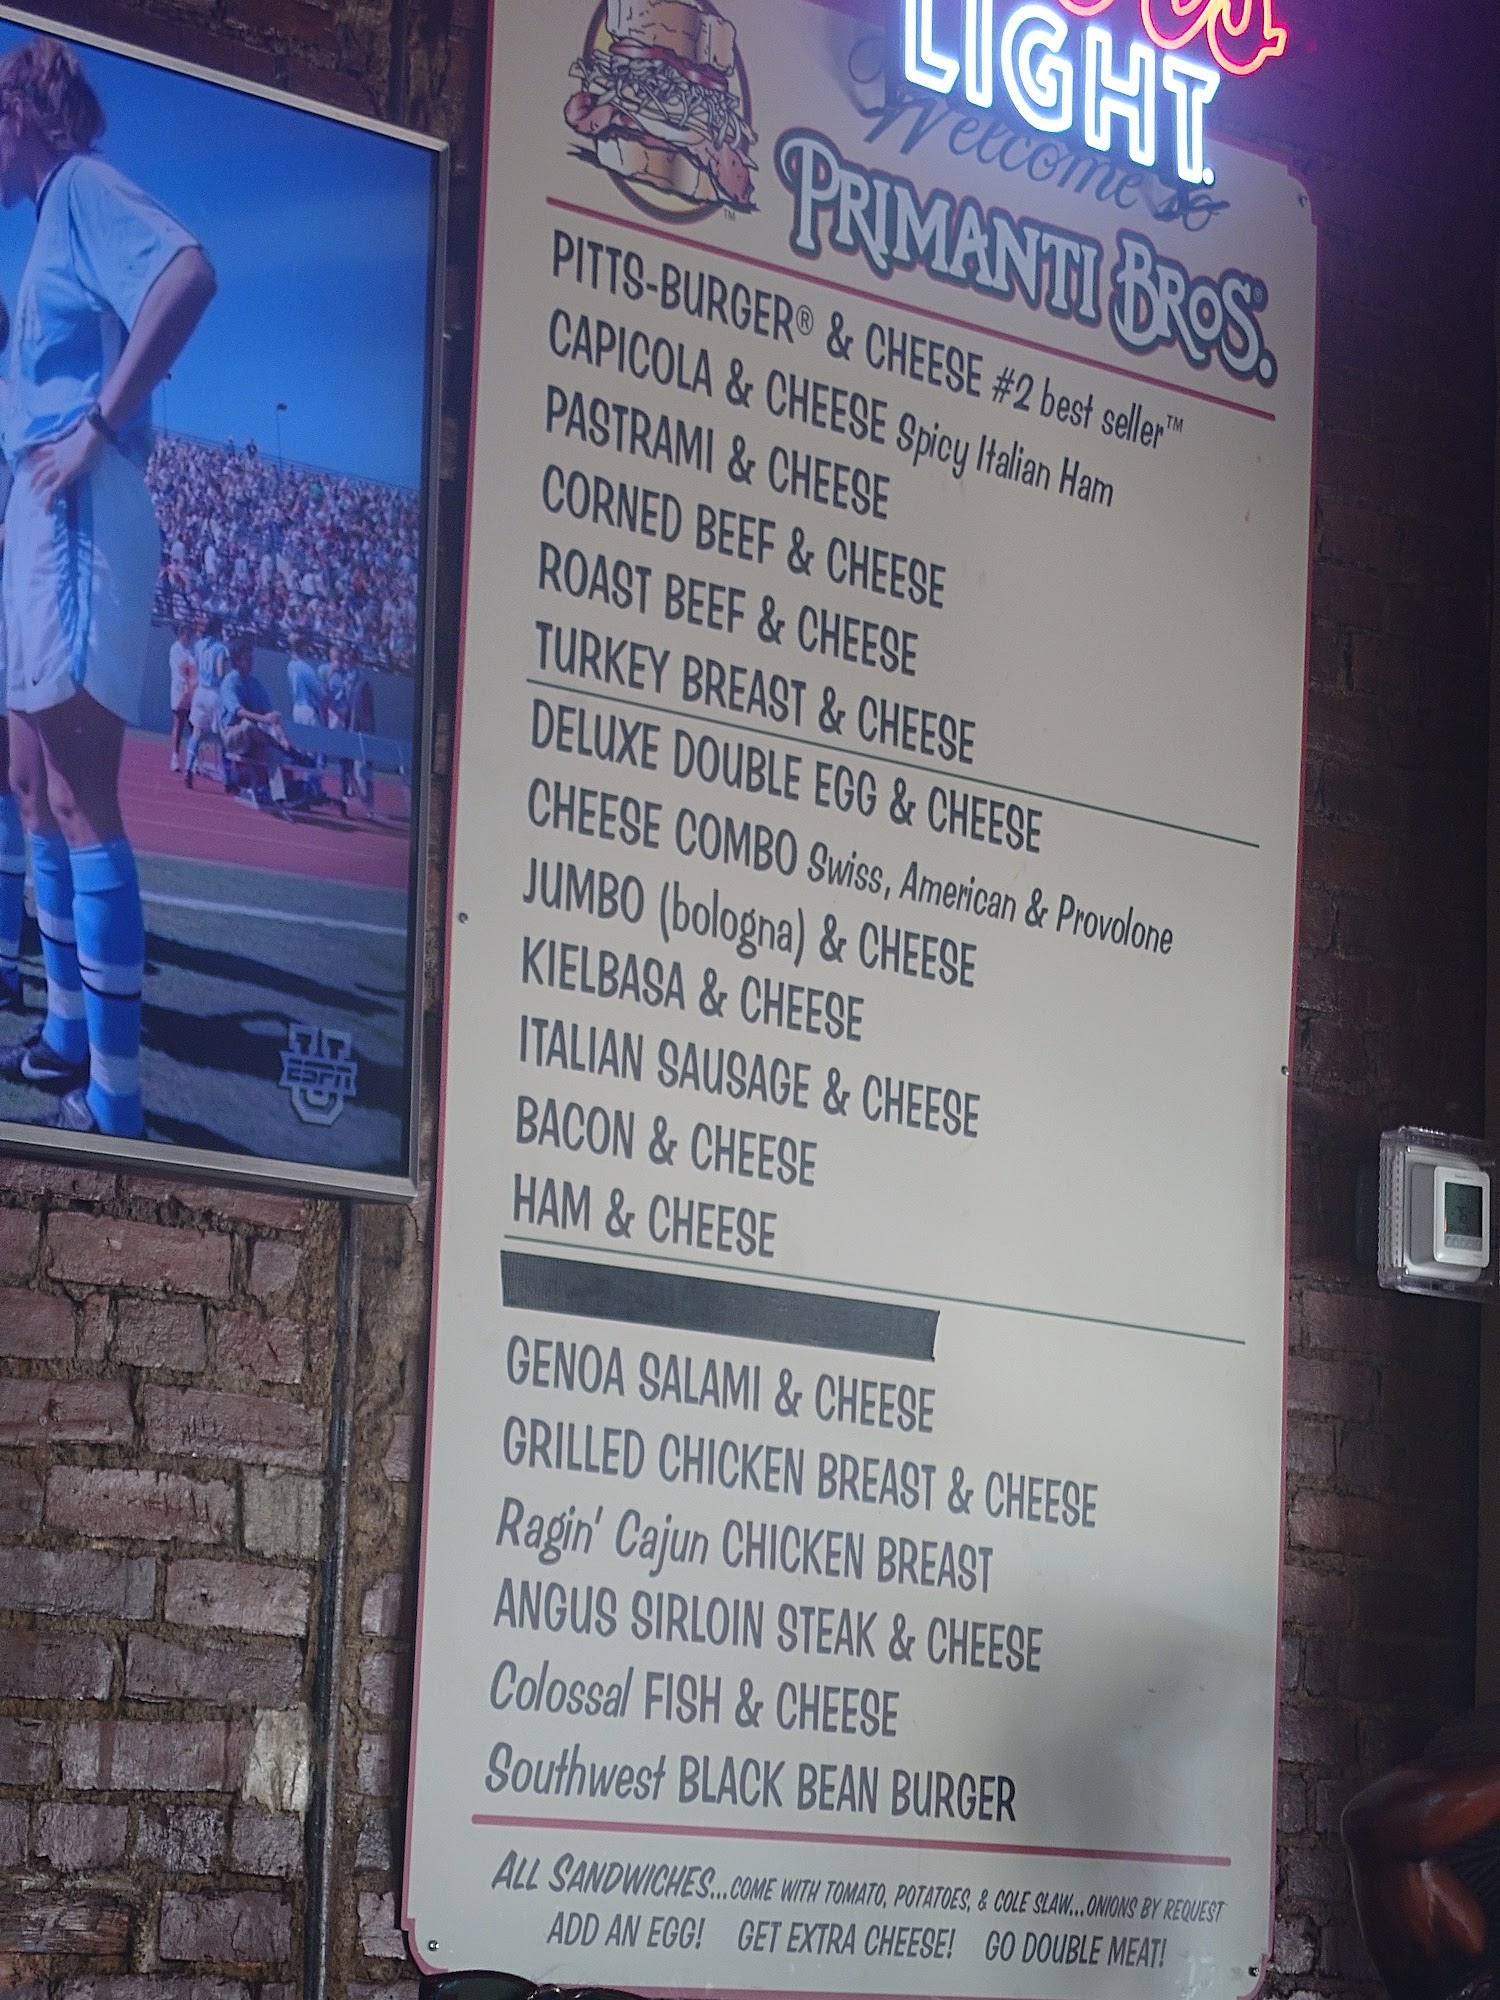 LIGHT
Welcome to
PRIMANTI BROS.®
PITTS-BURGER® & CHEESE #2 best seller™
CAPICOLA & CHEESE Spicy Italian Ham
PASTRAMI & CHEESE
CORNED BEEF & CHEESE
ROAST BEEF & CHEESE
TURKEY BREAST & CHEESE
DELUXE DOUBLE EGG & CHEESE
CHEESE COMBO Swiss, American & Provolone
JUMBO (bologna) & CHEESE
KIELBASA & CHEESE
ITALIAN SAUSAGE & CHEESE
BACON & CHEESE
HAM & CHEESE
GENOA SALAMI & CHEESE
GRILLED CHICKEN BREAST & CHEESE
Ragin' Cajun CHICKEN BREAST
ANGUS SIRLOIN STEAK & CHEESE
Colossal FISH & CHEESE
Southwest BLACK BEAN BURGER
ALL SANDWICHES...COME WITH TOMATO, POTATOES, & COLE SLAW...ONIONS BY REQUEST
ADD AN EGG! GET EXTRA CHEESE! GO DOUBLE MEAT!
TM
ESPN
U